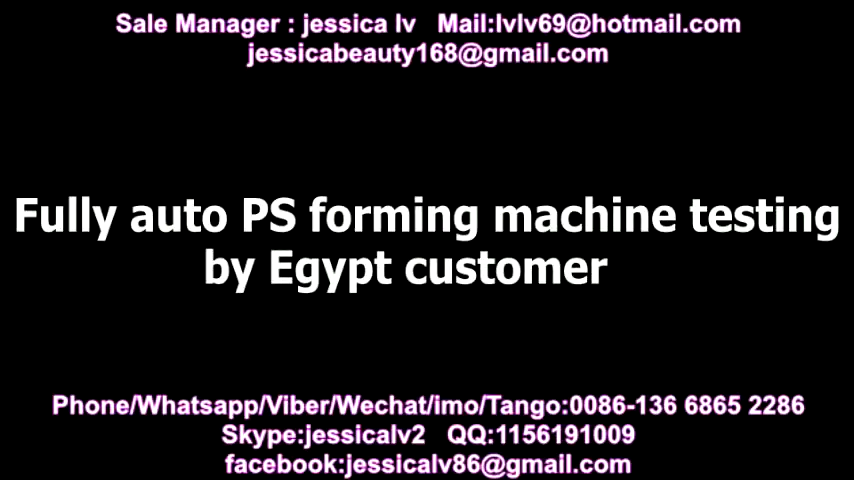 Sale Manager : jessica lv   Mail:lvlv69@hotmail.com
jessicabeauty168@gmail.com
Fully auto PS forming machine testing
by Egypt customer
Phone/Whatsapp/Viber/Wechat/imo/Tango:0086-136 6865 2286
Skype:jessicalv2   QQ:1156191009
facebook:jessicalv86@gmail.com